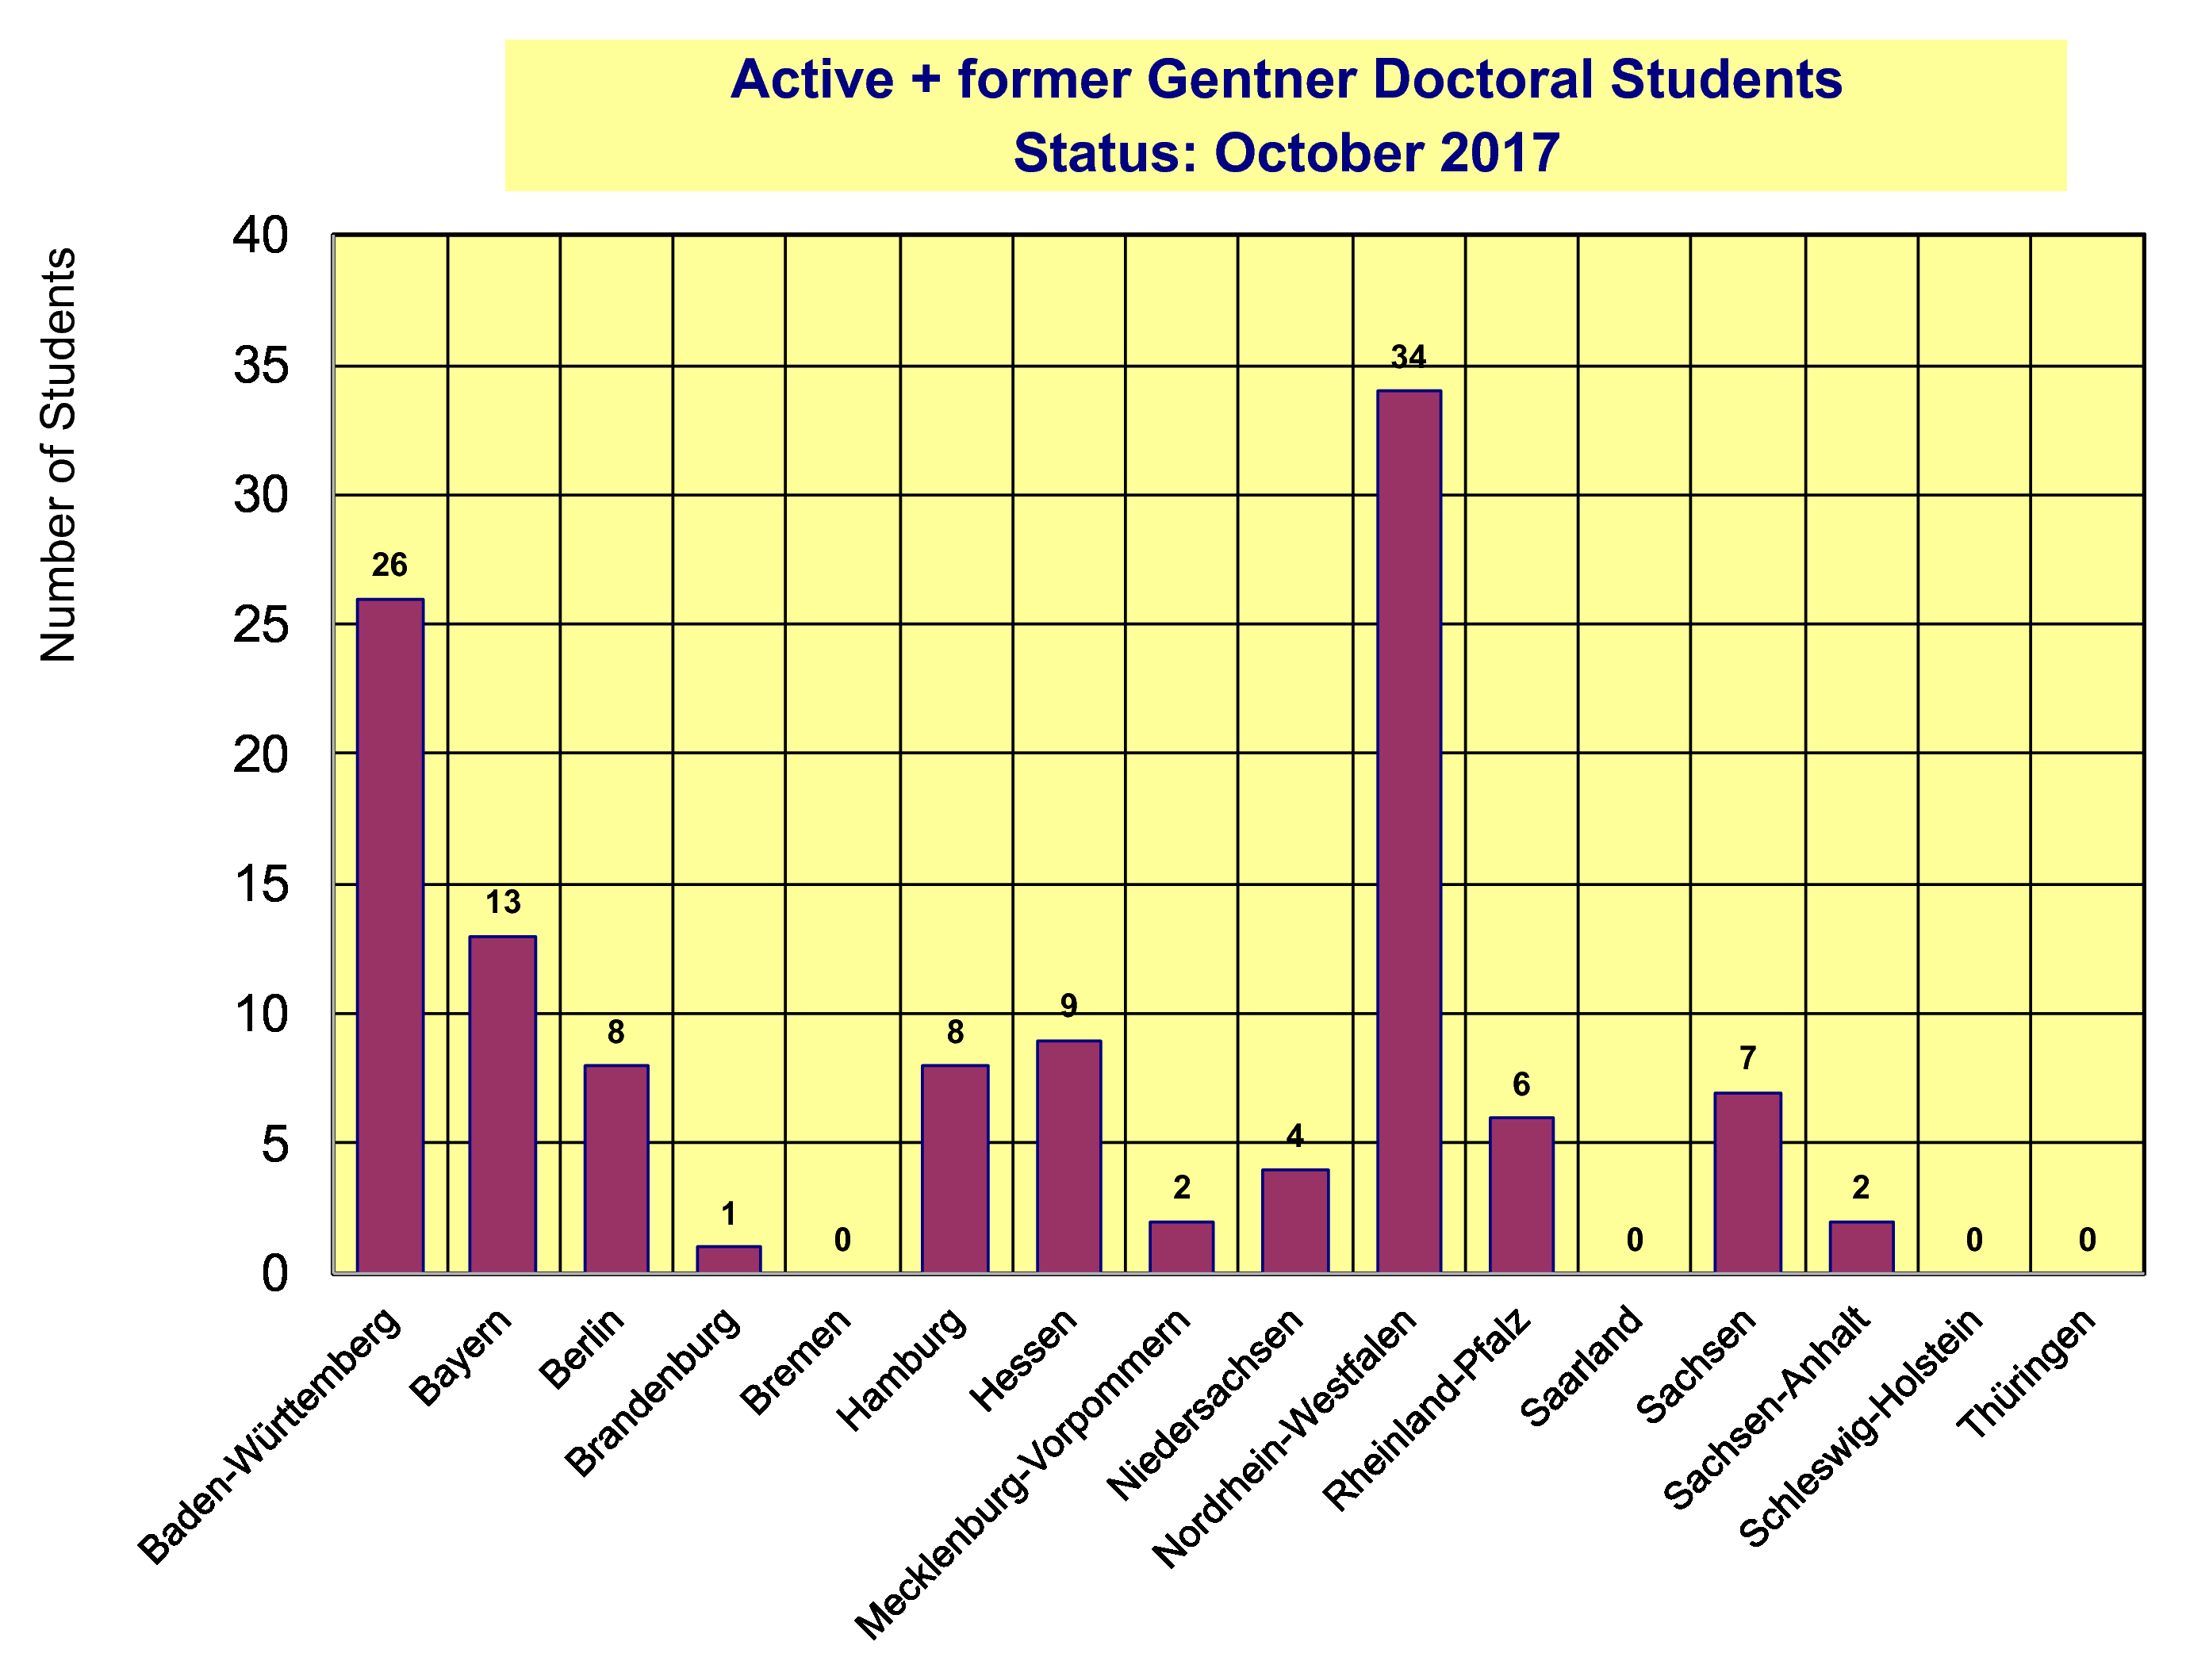 Active + former Gentner Doctoral Students
Status: October 2017
Number of Students
40
35
30
25
20
15
10
5
0
26
13
8
1
0
8
9
2
4
34
6
0
7
2
0
0
Baden-Württemberg
Bayern
Berlin
Brandenburg
Bremen
Hamburg
Hessen
Mecklenburg-Vorpommern
Niedersachsen
Nordrhein-Westfalen
Rheinland-Pfalz
Saarland
Sachsen
Sachsen-Anhalt
Schleswig-Holstein
Thüringen